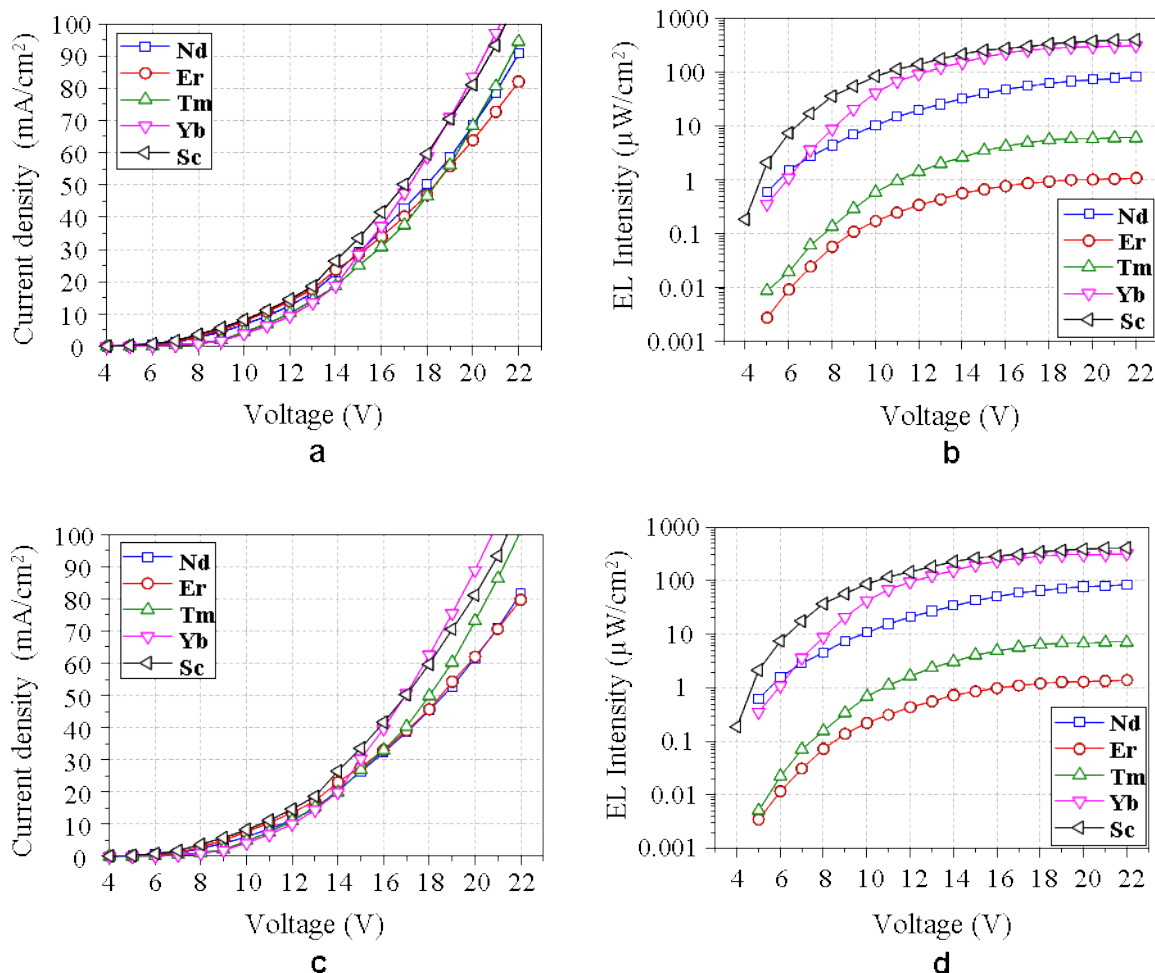 Current density (mA/cm²)
100
90
80
70
60
50
40
30
20
10
0
Nd
Er
Tm
Yb
Sc
4 6 8 10 12 14 16 18 20 22
Voltage (V)
a
EL Intensity (µW/cm²)
1000
100
10
1
0.1
0.01
0.001
Nd
Er
Tm
Yb
Sc
4 6 8 10 12 14 16 18 20 22
Voltage (V)
b
Current density (mA/cm²)
100
90
80
70
60
50
40
30
20
10
0
Nd
Er
Tm
Yb
Sc
4 6 8 10 12 14 16 18 20 22
Voltage (V)
c
EL Intensity (µW/cm²)
1000
100
10
1
0.1
0.01
0.001
Nd
Er
Tm
Yb
Sc
4 6 8 10 12 14 16 18 20 22
Voltage (V)
d